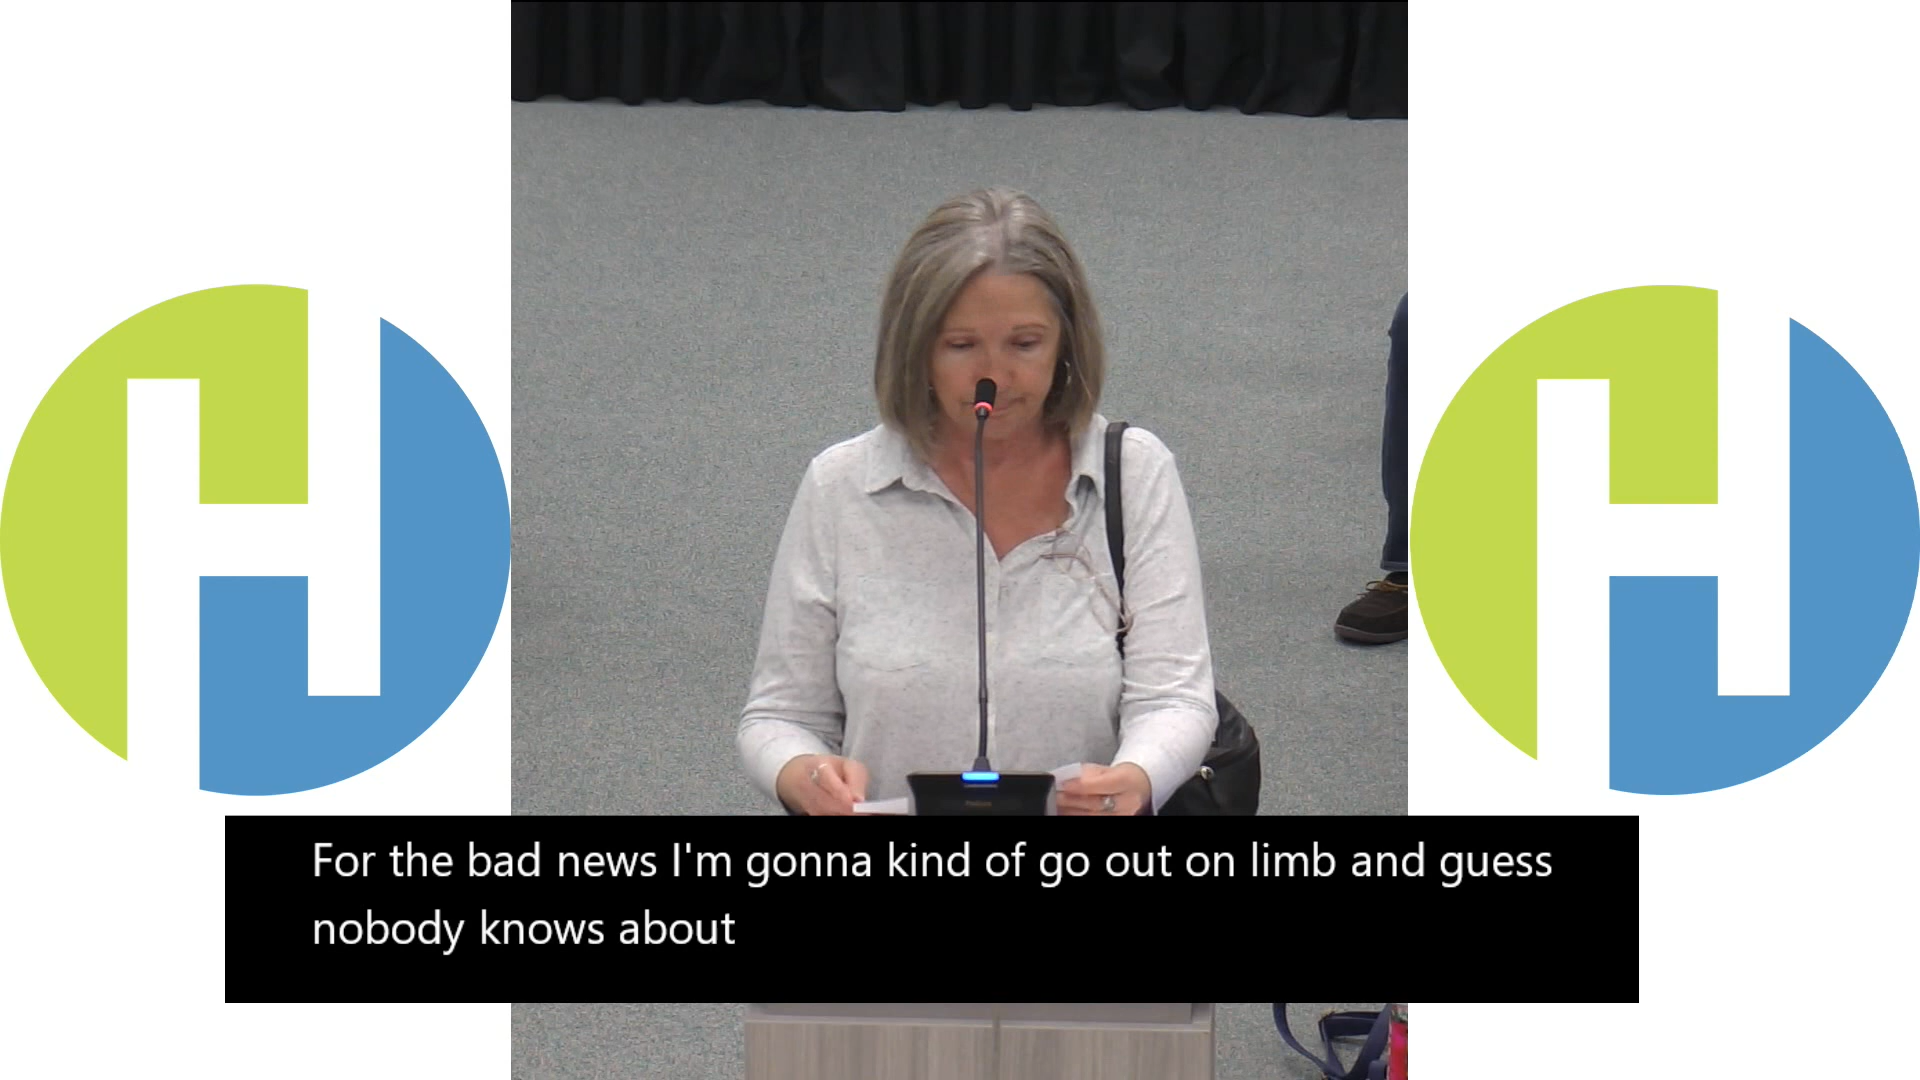 For the bad news I'm gonna kind of go out on limb and guess
nobody knows about